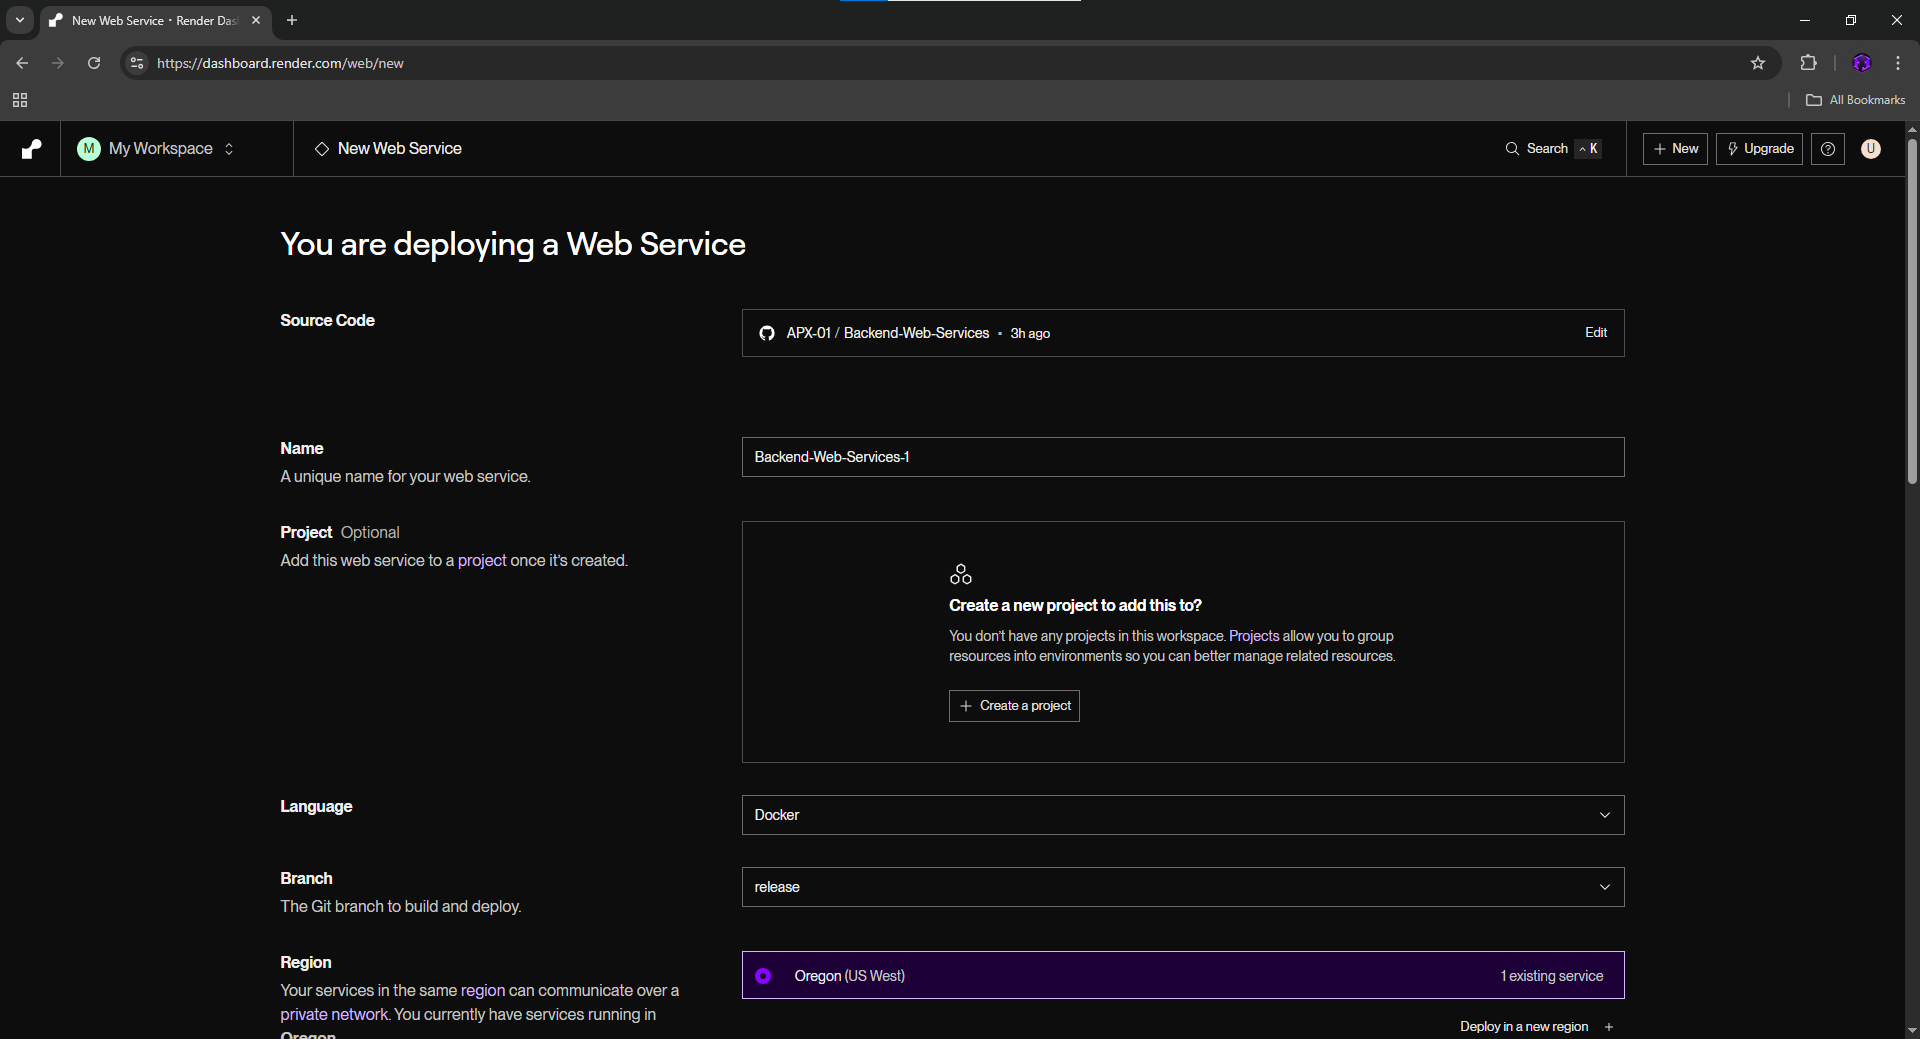 New Web Service · Render Das
https://dashboard.render.com/web/new
All Bookmarks
M My Workspace
New Web Service
Search
K
+ New
Upgrade
U
You are deploying a Web Service
Source Code
APX-01 / Backend-Web-Services • 3h ago
Edit
Name
A unique name for your web service.
Backend-Web-Services-1
Project Optional
Add this web service to a project once it's created.
Create a new project to add this to?
You don't have any projects in this workspace. Projects allow you to group
resources into environments so you can better manage related resources.
+ Create a project
Language
Docker
Branch
The Git branch to build and deploy.
release
Region
Your services in the same region can communicate over a
private network. You currently have services running in
Oregon
Oregon (US West)
1 existing service
Deploy in a new region +